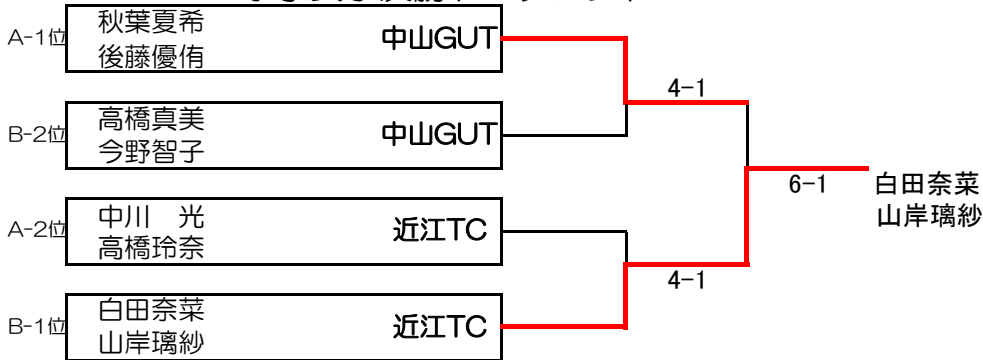 A-1位
秋葉夏希
後藤優侑
中山GUT
B-2位
高橋真美
今野智子
中山GUT
A-2位
中川　光
高橋玲奈
近江TC
B-1位
白田奈菜
山岸璃紗
近江TC
4-1
4-1
6-1
白田奈菜
山岸璃紗